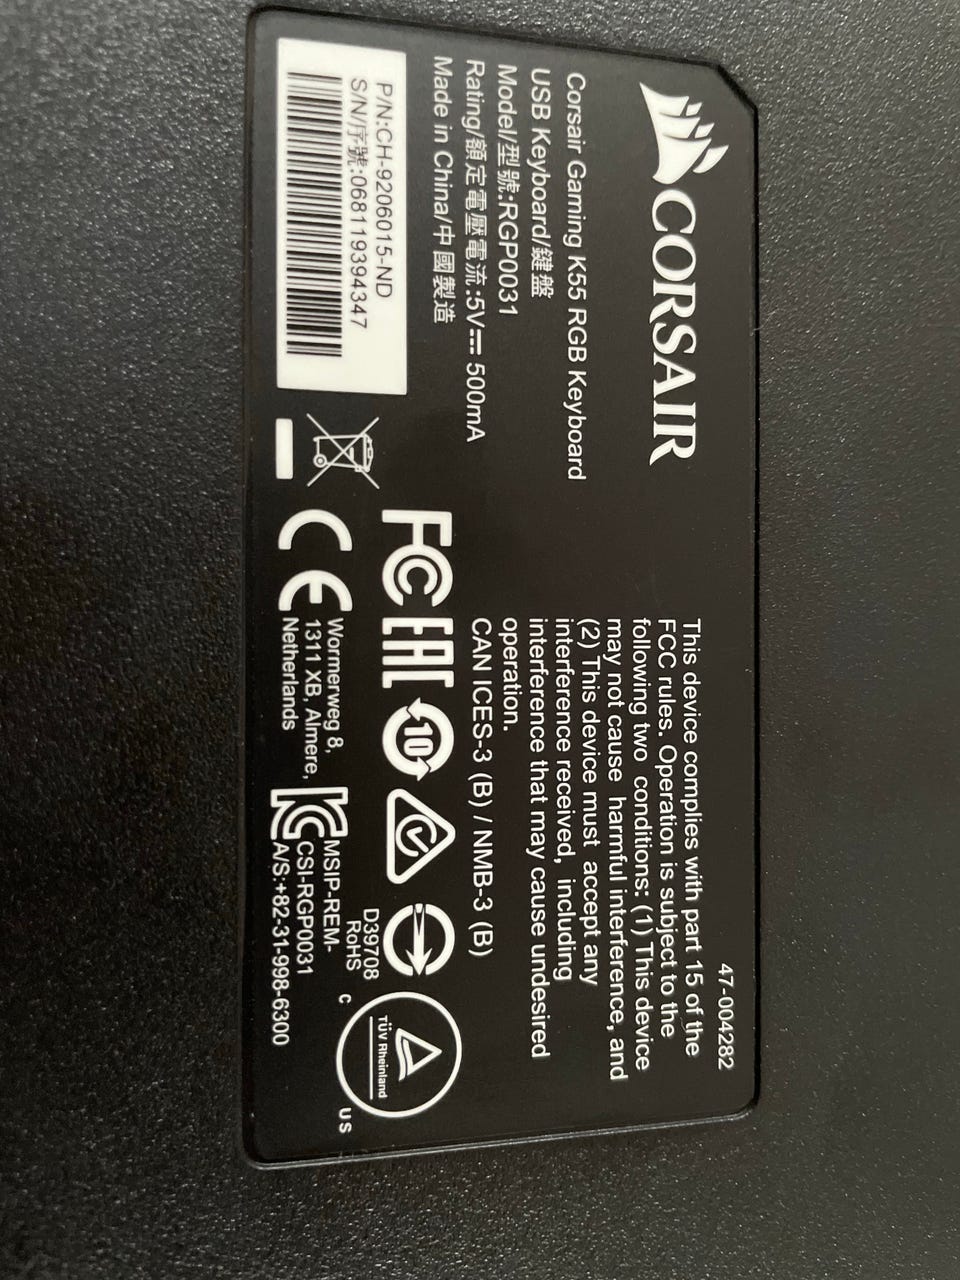 CORSAIR
Corsair Gaming K55 RGB Keyboard
USB Keyboard/鍵盤
Model/型號:RGP0031
Rating/額定電壓電流:5V⎓ 500mA
Made in China/中國製造
P/N:CH-9206015-ND
S/N/序號:068119394347
47-004282
This device complies with part 15 of the
FCC rules. Operation is subject to the
following two conditions: (1) This device
may not cause harmful interference, and
(2) This device must accept any
interference received, including
interference that may cause undesired
operation.
CAN ICES-3 (B) / NMB-3 (B)
FC EAC 10
D39708
RoHS
c TÜV Rheinland US
CE
Wormerweg 8,
1311 XB, Almere,
Netherlands
MSIP-REM-
CSI-RGP0031
A/S:+82-31-998-6300